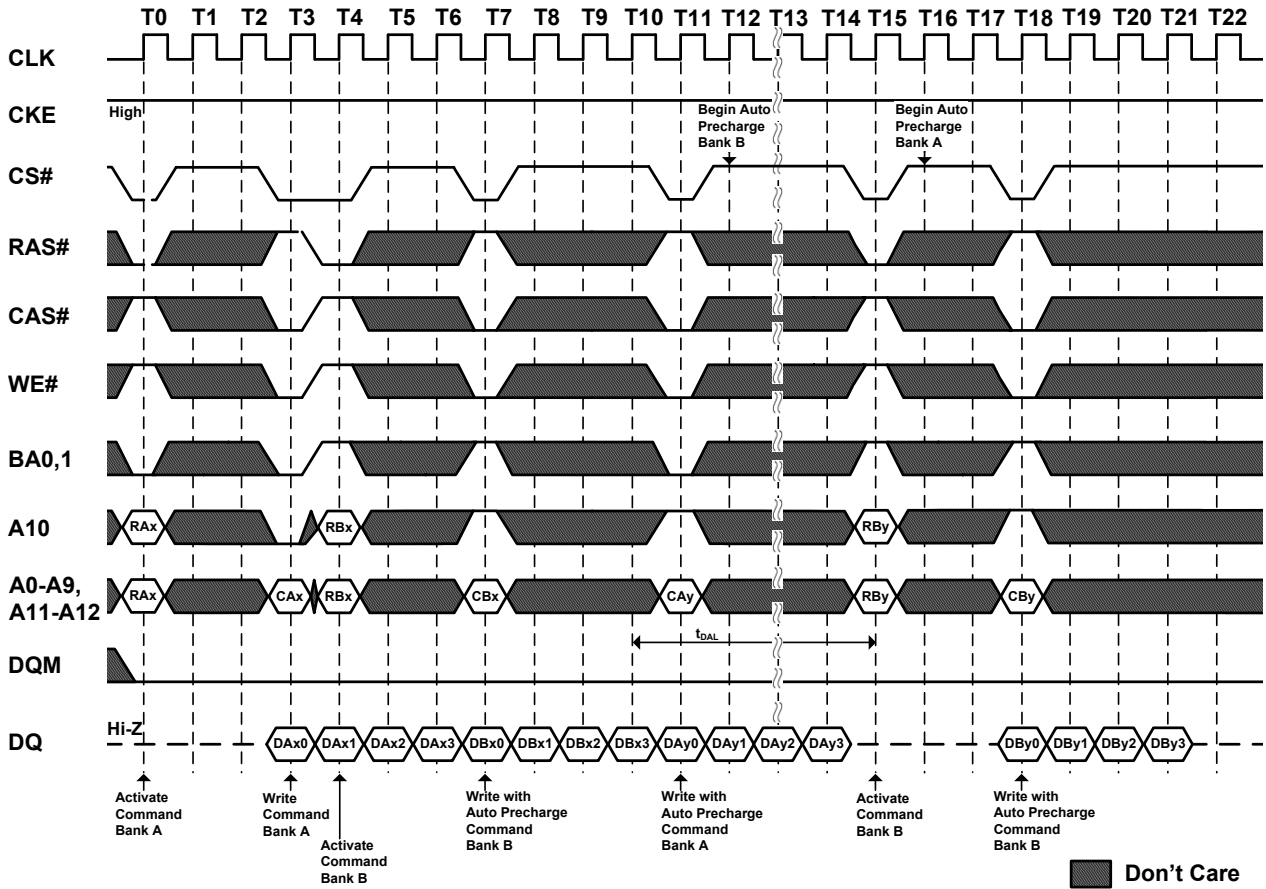 T0 T1 T2 T3 T4 T5 T6 T7 T8 T9 T10 T11 T12 T13 T14 T15 T16 T17 T18 T19 T20 T21 T22
CLK
CKE
High
Begin Auto
Precharge
Bank B
Begin Auto
Precharge
Bank A
CS#
RAS#
CAS#
WE#
BA0,1
A10
RAx RBx RBy
A0-A9,
A11-A12
RAx CAx RBx CBx CAy RBy CBy
tDAL
DQM
Hi-Z
DQ
DAx0 DAx1 DAx2 DAx3 DBx0 DBx1 DBx2 DBx3 DAy0 DAy1 DAy2 DAy3 DBy0 DBy1 DBy2 DBy3
Activate
Command
Bank A
Write
Command
Bank A
Activate
Command
Bank B
Write with
Auto Precharge
Command
Bank B
Write with
Auto Precharge
Command
Bank A
Activate
Command
Bank B
Write with
Auto Precharge
Command
Bank B
Don't Care